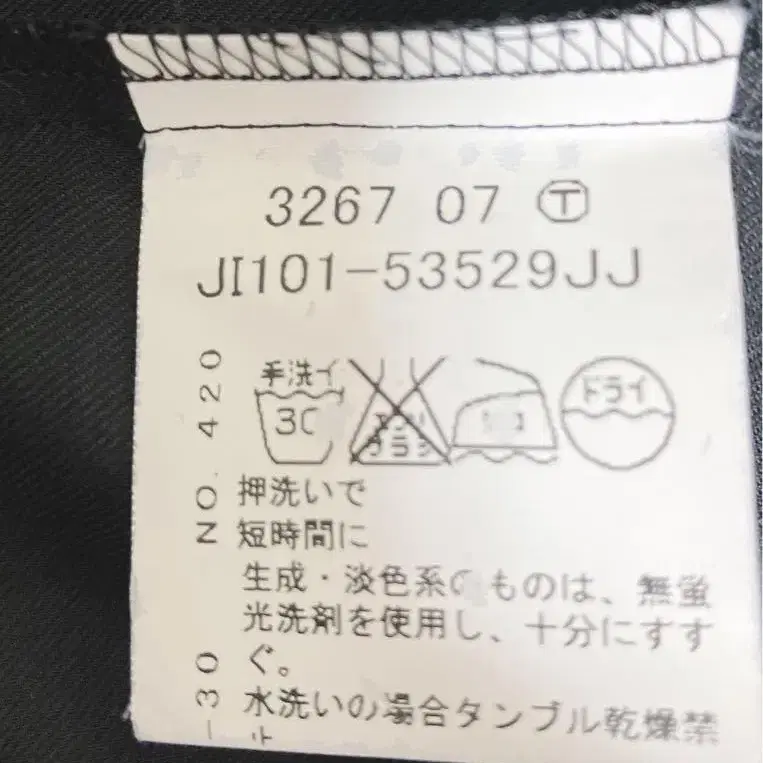 3267 07 Ⓣ
JI101-53529JJ
手洗イ
30
ドライ
押洗いで
短時間に
生成・淡色系のものは、無蛍
光洗剤を使用し、十分にすす
ぐ。
水洗いの場合タンブル乾燥禁
止
NO. 420
-30